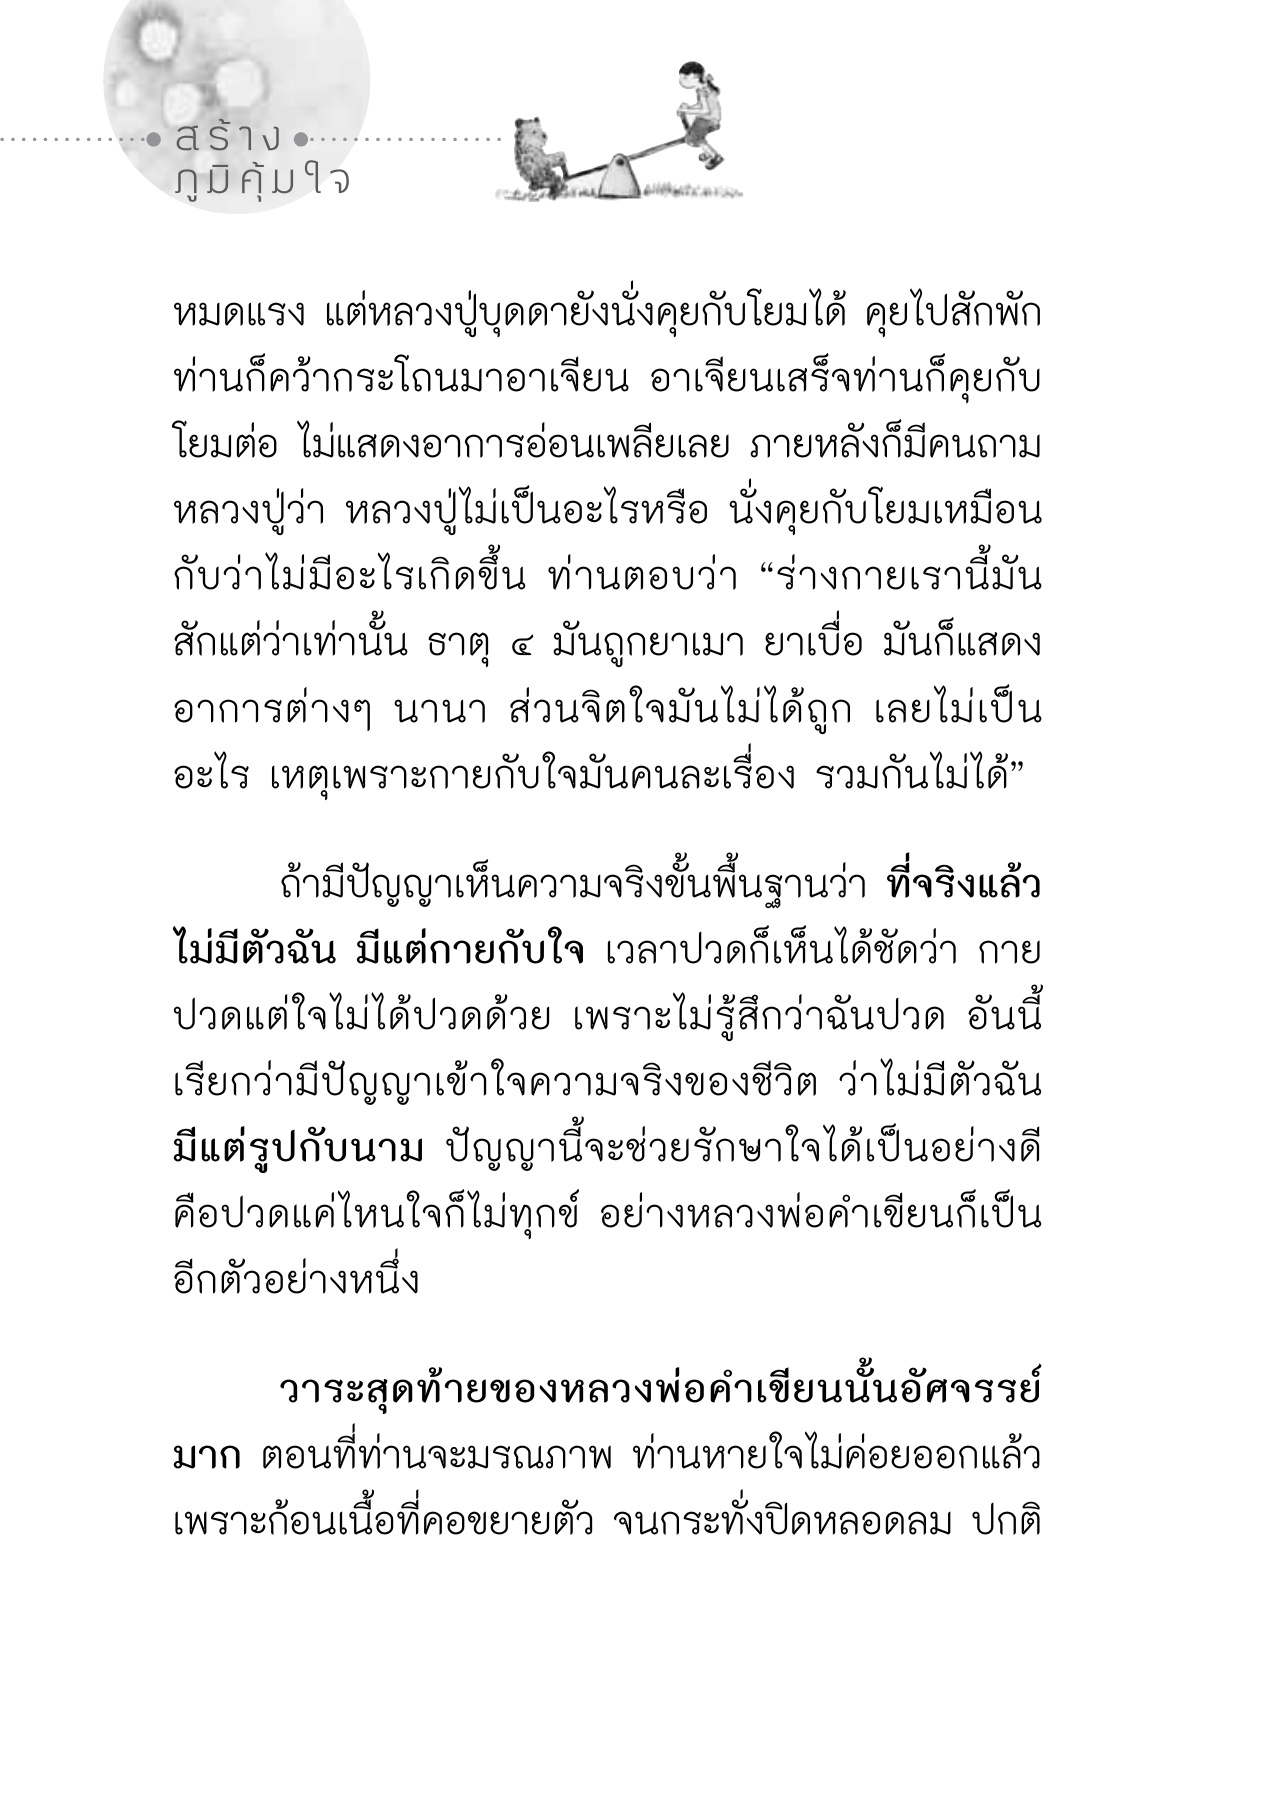 สร้าง
ภูมิคุ้มใจ
หมดแรง แต่หลวงปู่บุดดายังนั่งคุยกับโยมได้ คุยไปสักพัก
ท่านก็คว้ากระโถนมาอาเจียน อาเจียนเสร็จท่านก็คุยกับ
โยมต่อ ไม่แสดงอาการอ่อนเพลียเลย ภายหลังก็มีคนถาม
หลวงปู่ว่า หลวงปู่ไม่เป็นอะไรหรือ นั่งคุยกับโยมเหมือน
กับว่าไม่มีอะไรเกิดขึ้น ท่านตอบว่า “ร่างกายเรานี้มัน
สักแต่ว่าเท่านั้น ธาตุ ๔ มันถูกยาเมา ยาเบื่อ มันก็แสดง
อาการต่างๆ นานา ส่วนจิตใจมันไม่ได้ถูก เลยไม่เป็น
อะไร เหตุเพราะกายกับใจมันคนละเรื่อง รวมกันไม่ได้”
ถ้ามีปัญญาเห็นความจริงขั้นพื้นฐานว่า ที่จริงแล้ว
ไม่มีตัวฉัน มีแต่กายกับใจ เวลาปวดก็เห็นได้ชัดว่า กาย
ปวดแต่ใจไม่ได้ปวดด้วย เพราะไม่รู้สึกว่าฉันปวด อันนี้
เรียกว่ามีปัญญาเข้าใจความจริงของชีวิต ว่าไม่มีตัวฉัน
มีแต่รูปกับนาม ปัญญานี้จะช่วยรักษาใจได้เป็นอย่างดี
คือปวดแค่ไหนใจก็ไม่ทุกข์ อย่างหลวงพ่อคำเขียนก็เป็น
อีกตัวอย่างหนึ่ง
วาระสุดท้ายของหลวงพ่อคำเขียนนั้นอัศจรรย์
มาก ตอนที่ท่านจะมรณภาพ ท่านหายใจไม่ค่อยออกแล้ว
เพราะก้อนเนื้อที่คอขยายตัว จนกระทั่งปิดหลอดลม ปกติ